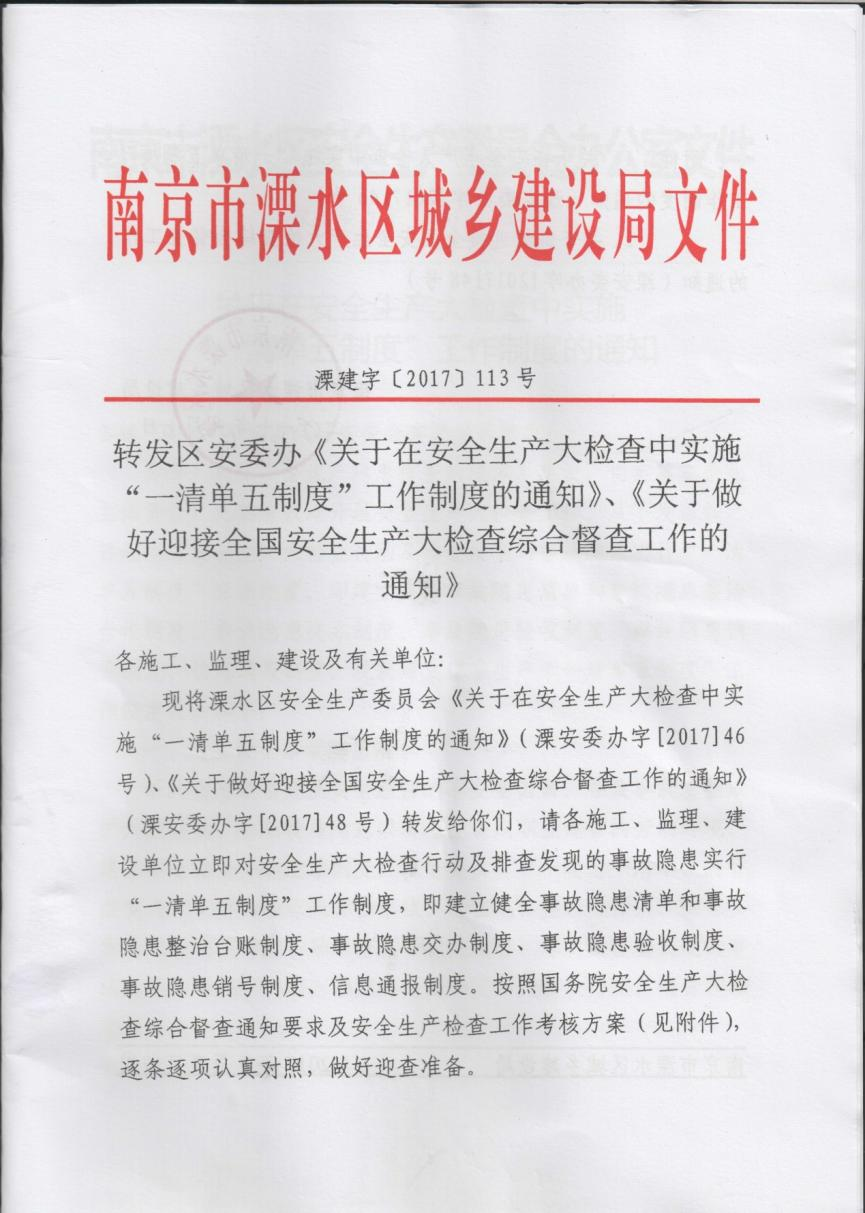 南京市溧水区城乡建设局文件
溧建字〔2017〕113号
转发区安委办《关于在安全生产大检查中实施
“一清单五制度”工作制度的通知》、《关于做
好迎接全国安全生产大检查综合督查工作的
通知》
各施工、监理、建设及有关单位:
现将溧水区安全生产委员会《关于在安全生产大检查中实
施“一清单五制度”工作制度的通知》(溧安委办字[2017]46
号)、《关于做好迎接全国安全生产大检查综合督查工作的通知》
(溧安委办字[2017]48号)转发给你们，请各施工、监理、建
设单位立即对安全生产大检查行动及排查发现的事故隐患实行
“一清单五制度”工作制度，即建立健全事故隐患清单和事故
隐患整治台账制度、事故隐患交办制度、事故隐患验收制度、
事故隐患销号制度、信息通报制度。按照国务院安全生产大检
查综合督查通知要求及安全生产检查工作考核方案(见附件)，
逐条逐项认真对照，做好迎查准备。